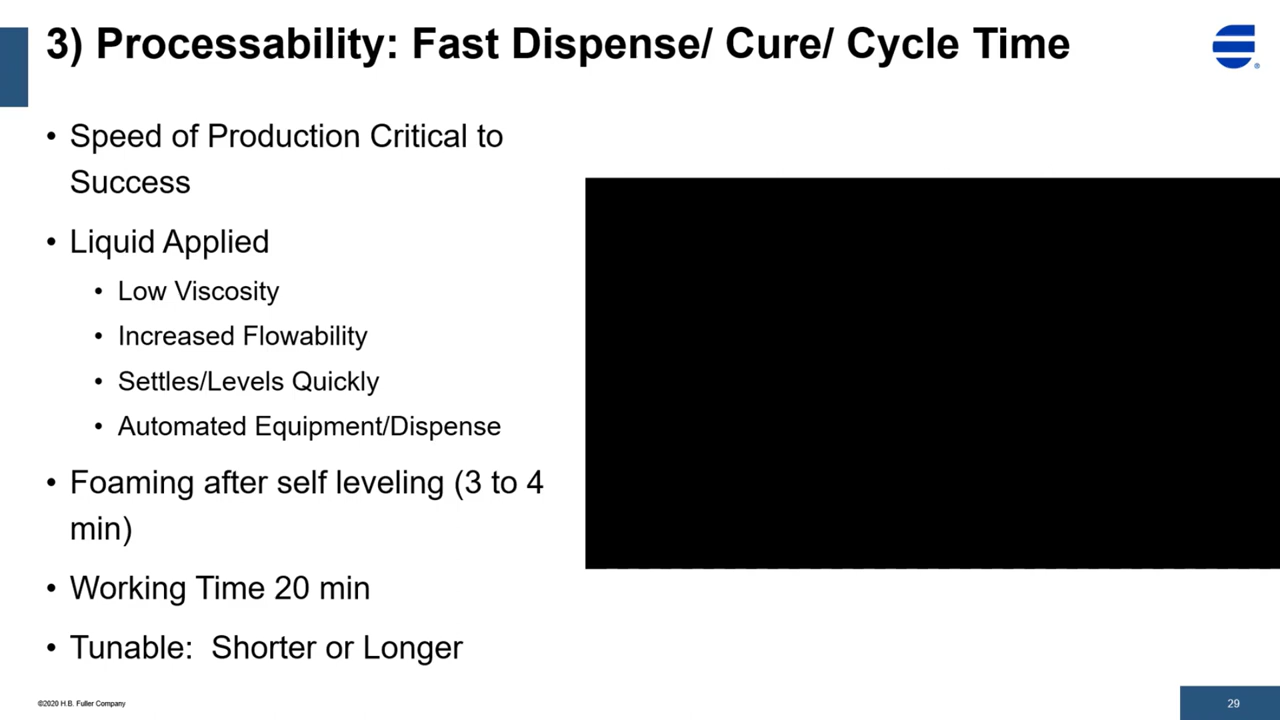 3) Processability: Fast Dispense/ Cure/ Cycle Time
• Speed of Production Critical to
Success
• Liquid Applied
• Low Viscosity
• Increased Flowability
• Settles/Levels Quickly
• Automated Equipment/Dispense
• Foaming after self leveling (3 to 4
min)
• Working Time 20 min
• Tunable:  Shorter or Longer
©2020 H.B. Fuller Company
29